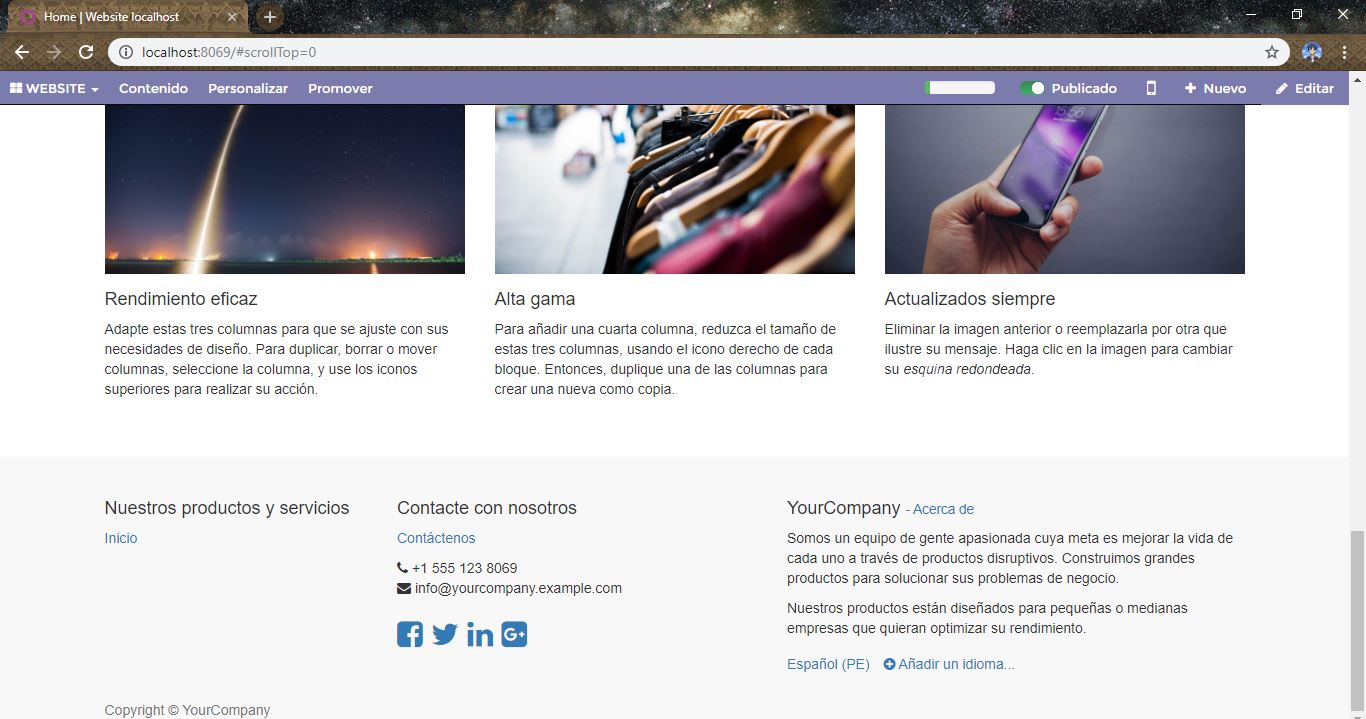 Home | Website localhost
localhost:8069/#scrollTop=0
WEBSITE Contenido Personalizar Promover Publicado Nuevo Editar
15:56
Rendimiento eficaz
Adapte estas tres columnas para que se ajuste con sus
necesidades de diseño. Para duplicar, borrar o mover
columnas, seleccione la columna, y use los iconos
superiores para realizar su acción.
Alta gama
Para añadir una cuarta columna, reduzca el tamaño de
estas tres columnas, usando el icono derecho de cada
bloque. Entonces, duplique una de las columnas para
crear una nueva como copia.
Actualizados siempre
Eliminar la imagen anterior o reemplazarla por otra que
ilustre su mensaje. Haga clic en la imagen para cambiar
su esquina redondeada.
Nuestros productos y servicios
Inicio
Contacte con nosotros
Contáctenos
+1 555 123 8069
info@yourcompany.example.com
YourCompany - Acerca de
Somos un equipo de gente apasionada cuya meta es mejorar la vida de
cada uno a través de productos disruptivos. Construimos grandes
productos para solucionar sus problemas de negocio.
Nuestros productos están diseñados para pequeñas o medianas
empresas que quieran optimizar su rendimiento.
Español (PE) Añadir un idioma...
Copyright © YourCompany